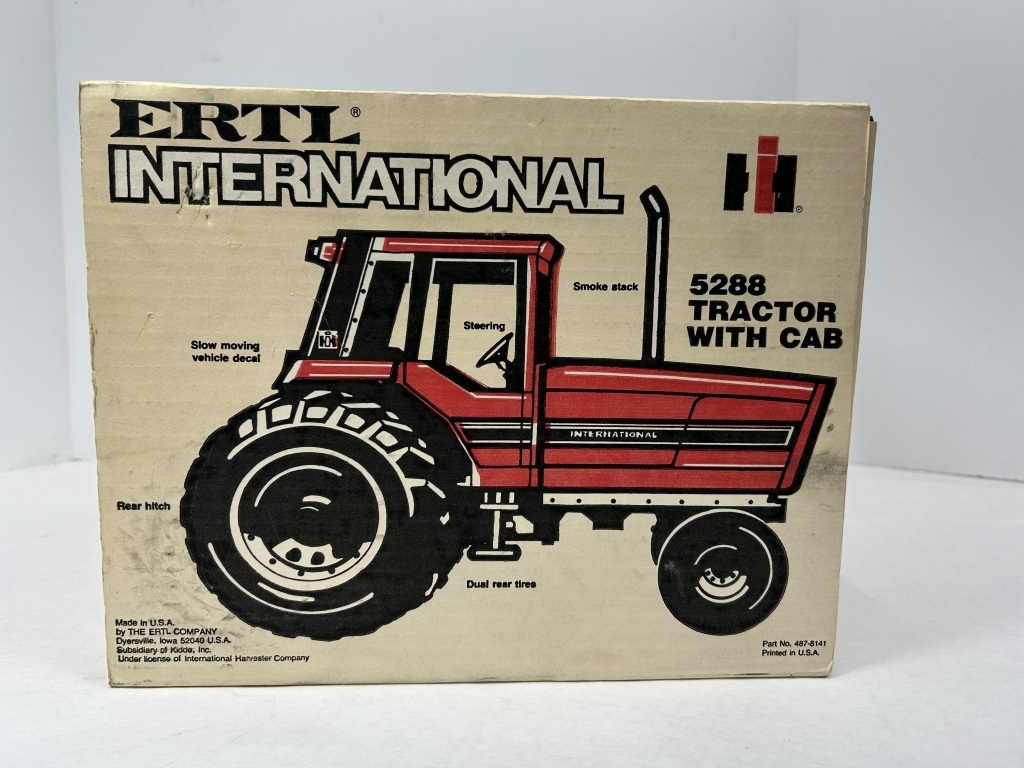 ERTL®
INTERNATIONAL
IH®
5288
TRACTOR
WITH CAB
Smoke stack
Steering
Slow moving
vehicle decal
INTERNATIONAL
Rear hitch
Dual rear tires
Made in U.S.A.
by THE ERTL COMPANY
Dyersville, Iowa 52040 U.S.A.
Subsidiary of Kidde, Inc.
Under license of International Harvester Company
Part No. 487-8141
Printed in U.S.A.